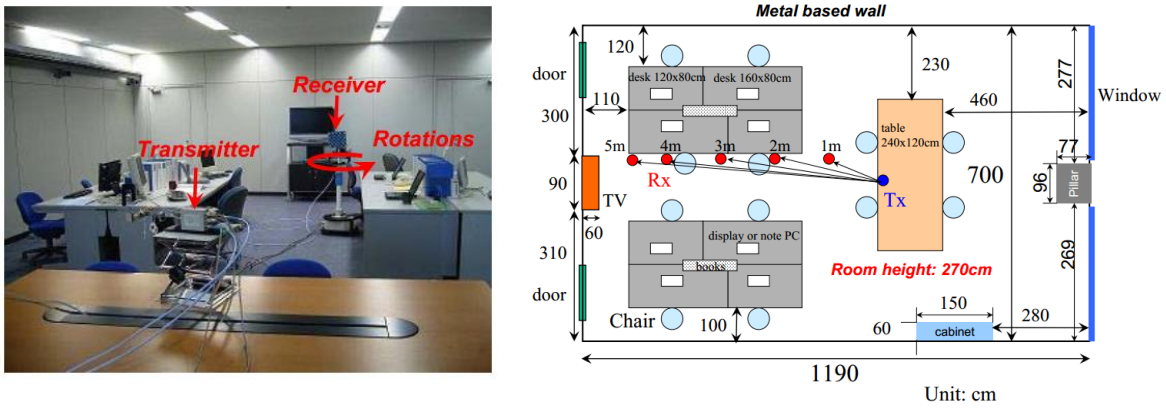 Receiver
Rotations
Transmitter
Metal based wall
120
door
desk 120x80cm
desk 160x80cm
230
277
110
460
Window
300
table
240x120cm
5m
4m
3m
2m
1m
77
90
Rx
Tx
700
96
Pillar
TV
60
310
display or note PC
books
Room height: 270cm
269
door
150
Chair
100
60
cabinet
280
1190
Unit: cm